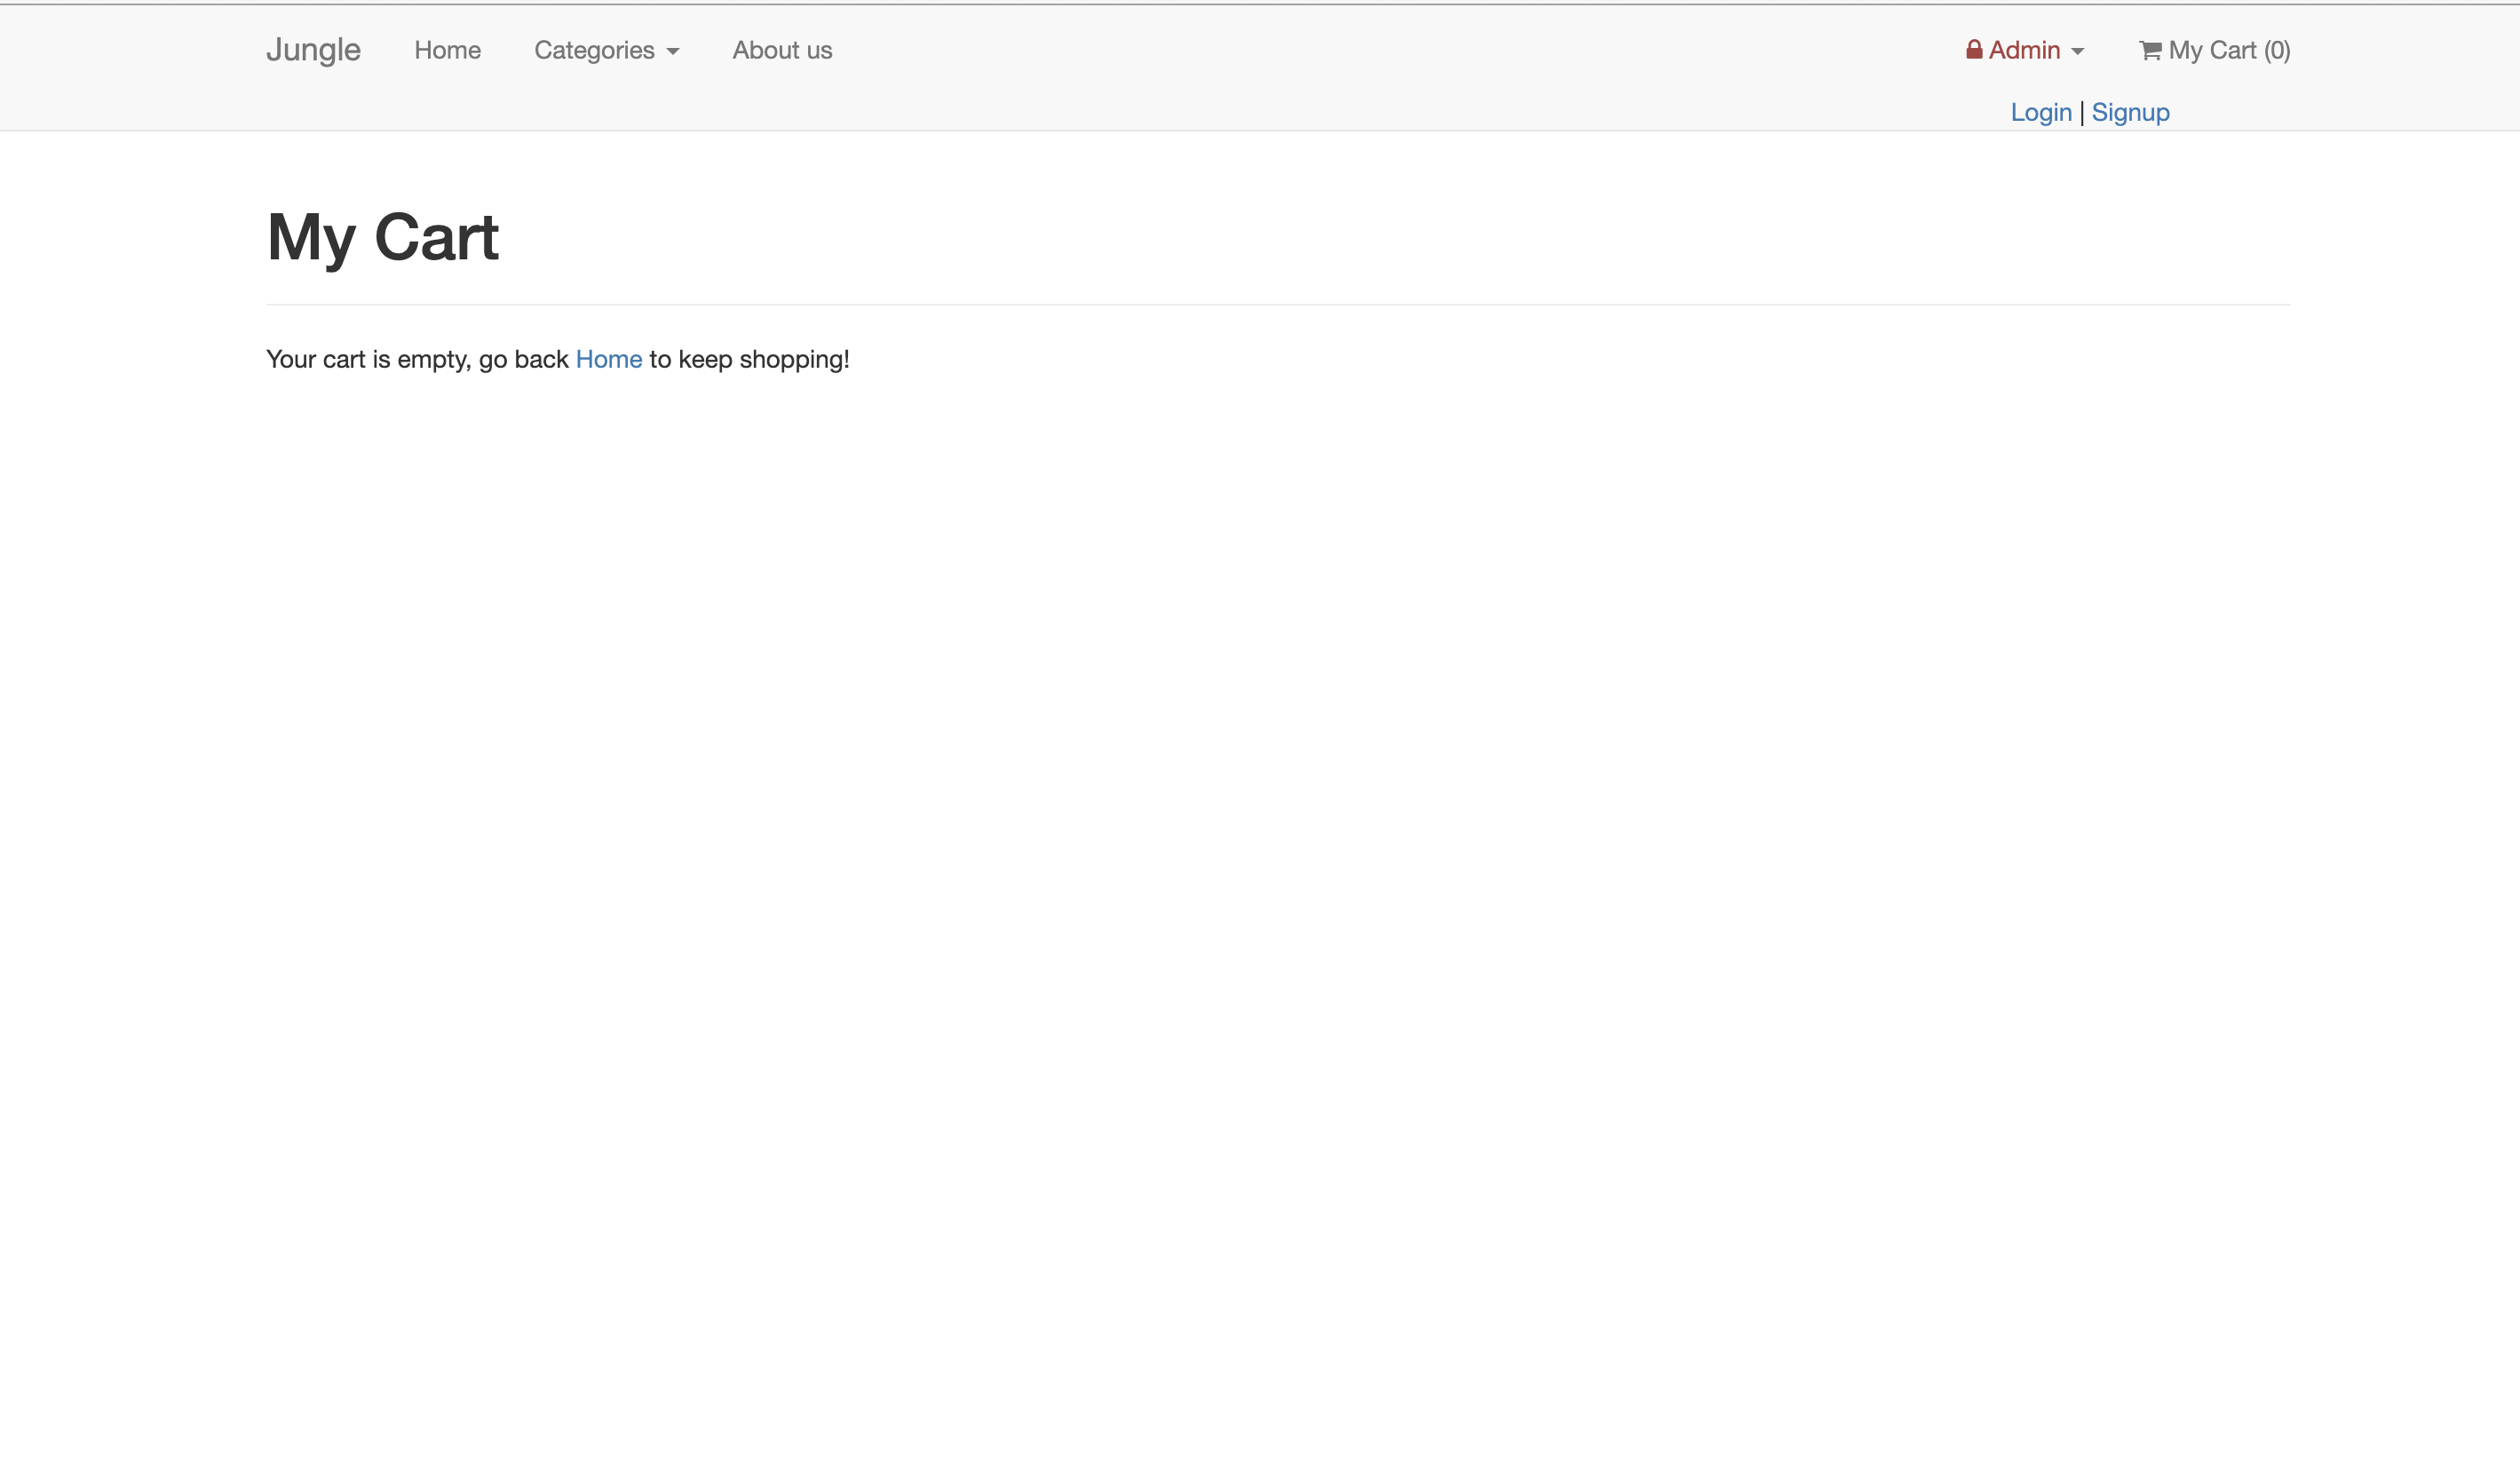 Jungle Home Categories About us Admin My Cart (0)
Login | Signup
My Cart
Your cart is empty, go back Home to keep shopping!